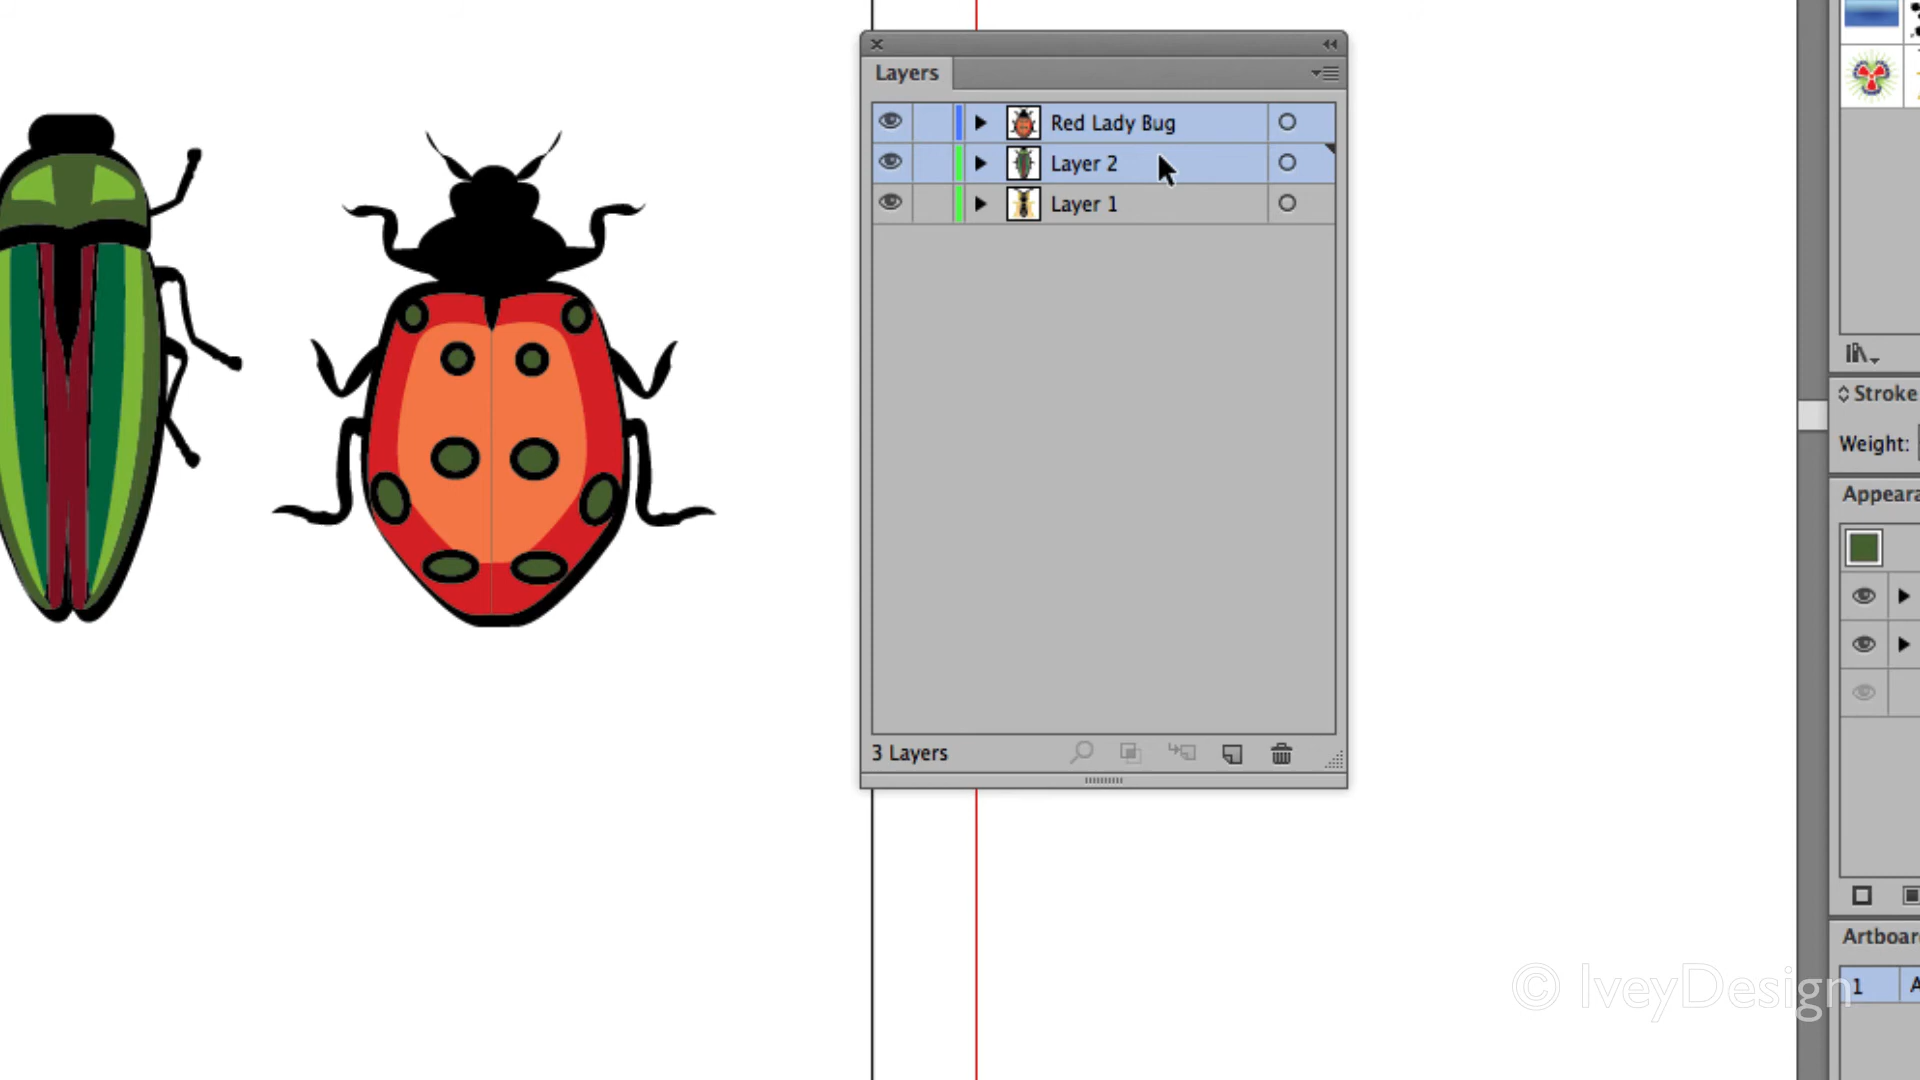 Layers
Red Lady Bug
Layer 2
Layer 1
3 Layers
Stroke
Weight:
Appeara
Artboar
1 A
© IveyDesign